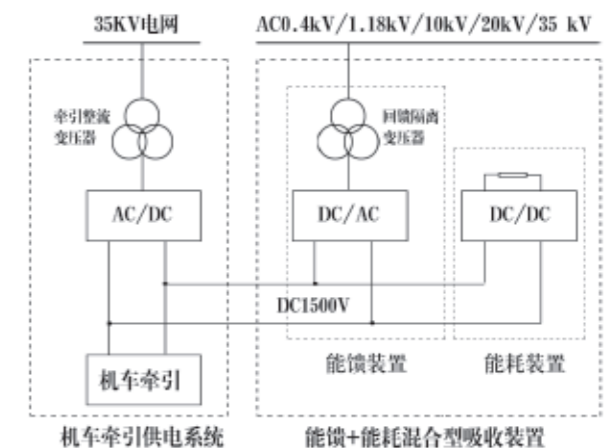 35KV电网
AC0.4kV/1.18kV/10kV/20kV/35 kV
牵引整流
变压器
回馈隔离
变压器
AC/DC
DC/AC
DC/DC
DC1500V
机车牵引
能馈装置
能耗装置
机车牵引供电系统
能馈+能耗混合型吸收装置